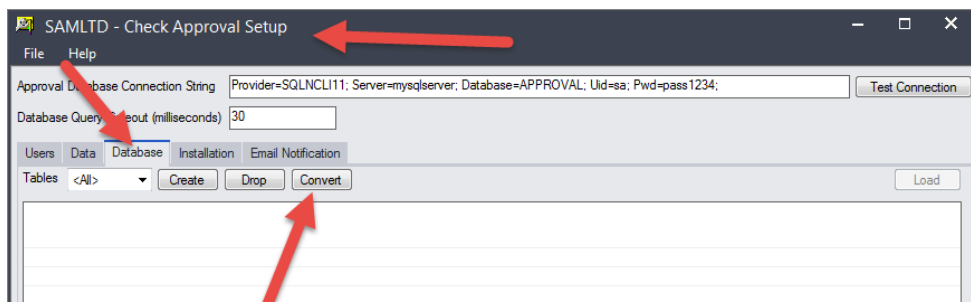 SAMLTD - Check Approval Setup
File Help
Approval Database Connection String Provider=SQLNCLI11; Server=mysqlserver; Database=APPROVAL; Uid=sa; Pwd=pass1234; Test Connection
Database Query Timeout (milliseconds) 30
Users Data Database Installation Email Notification
Tables <All> Create Drop Convert Load